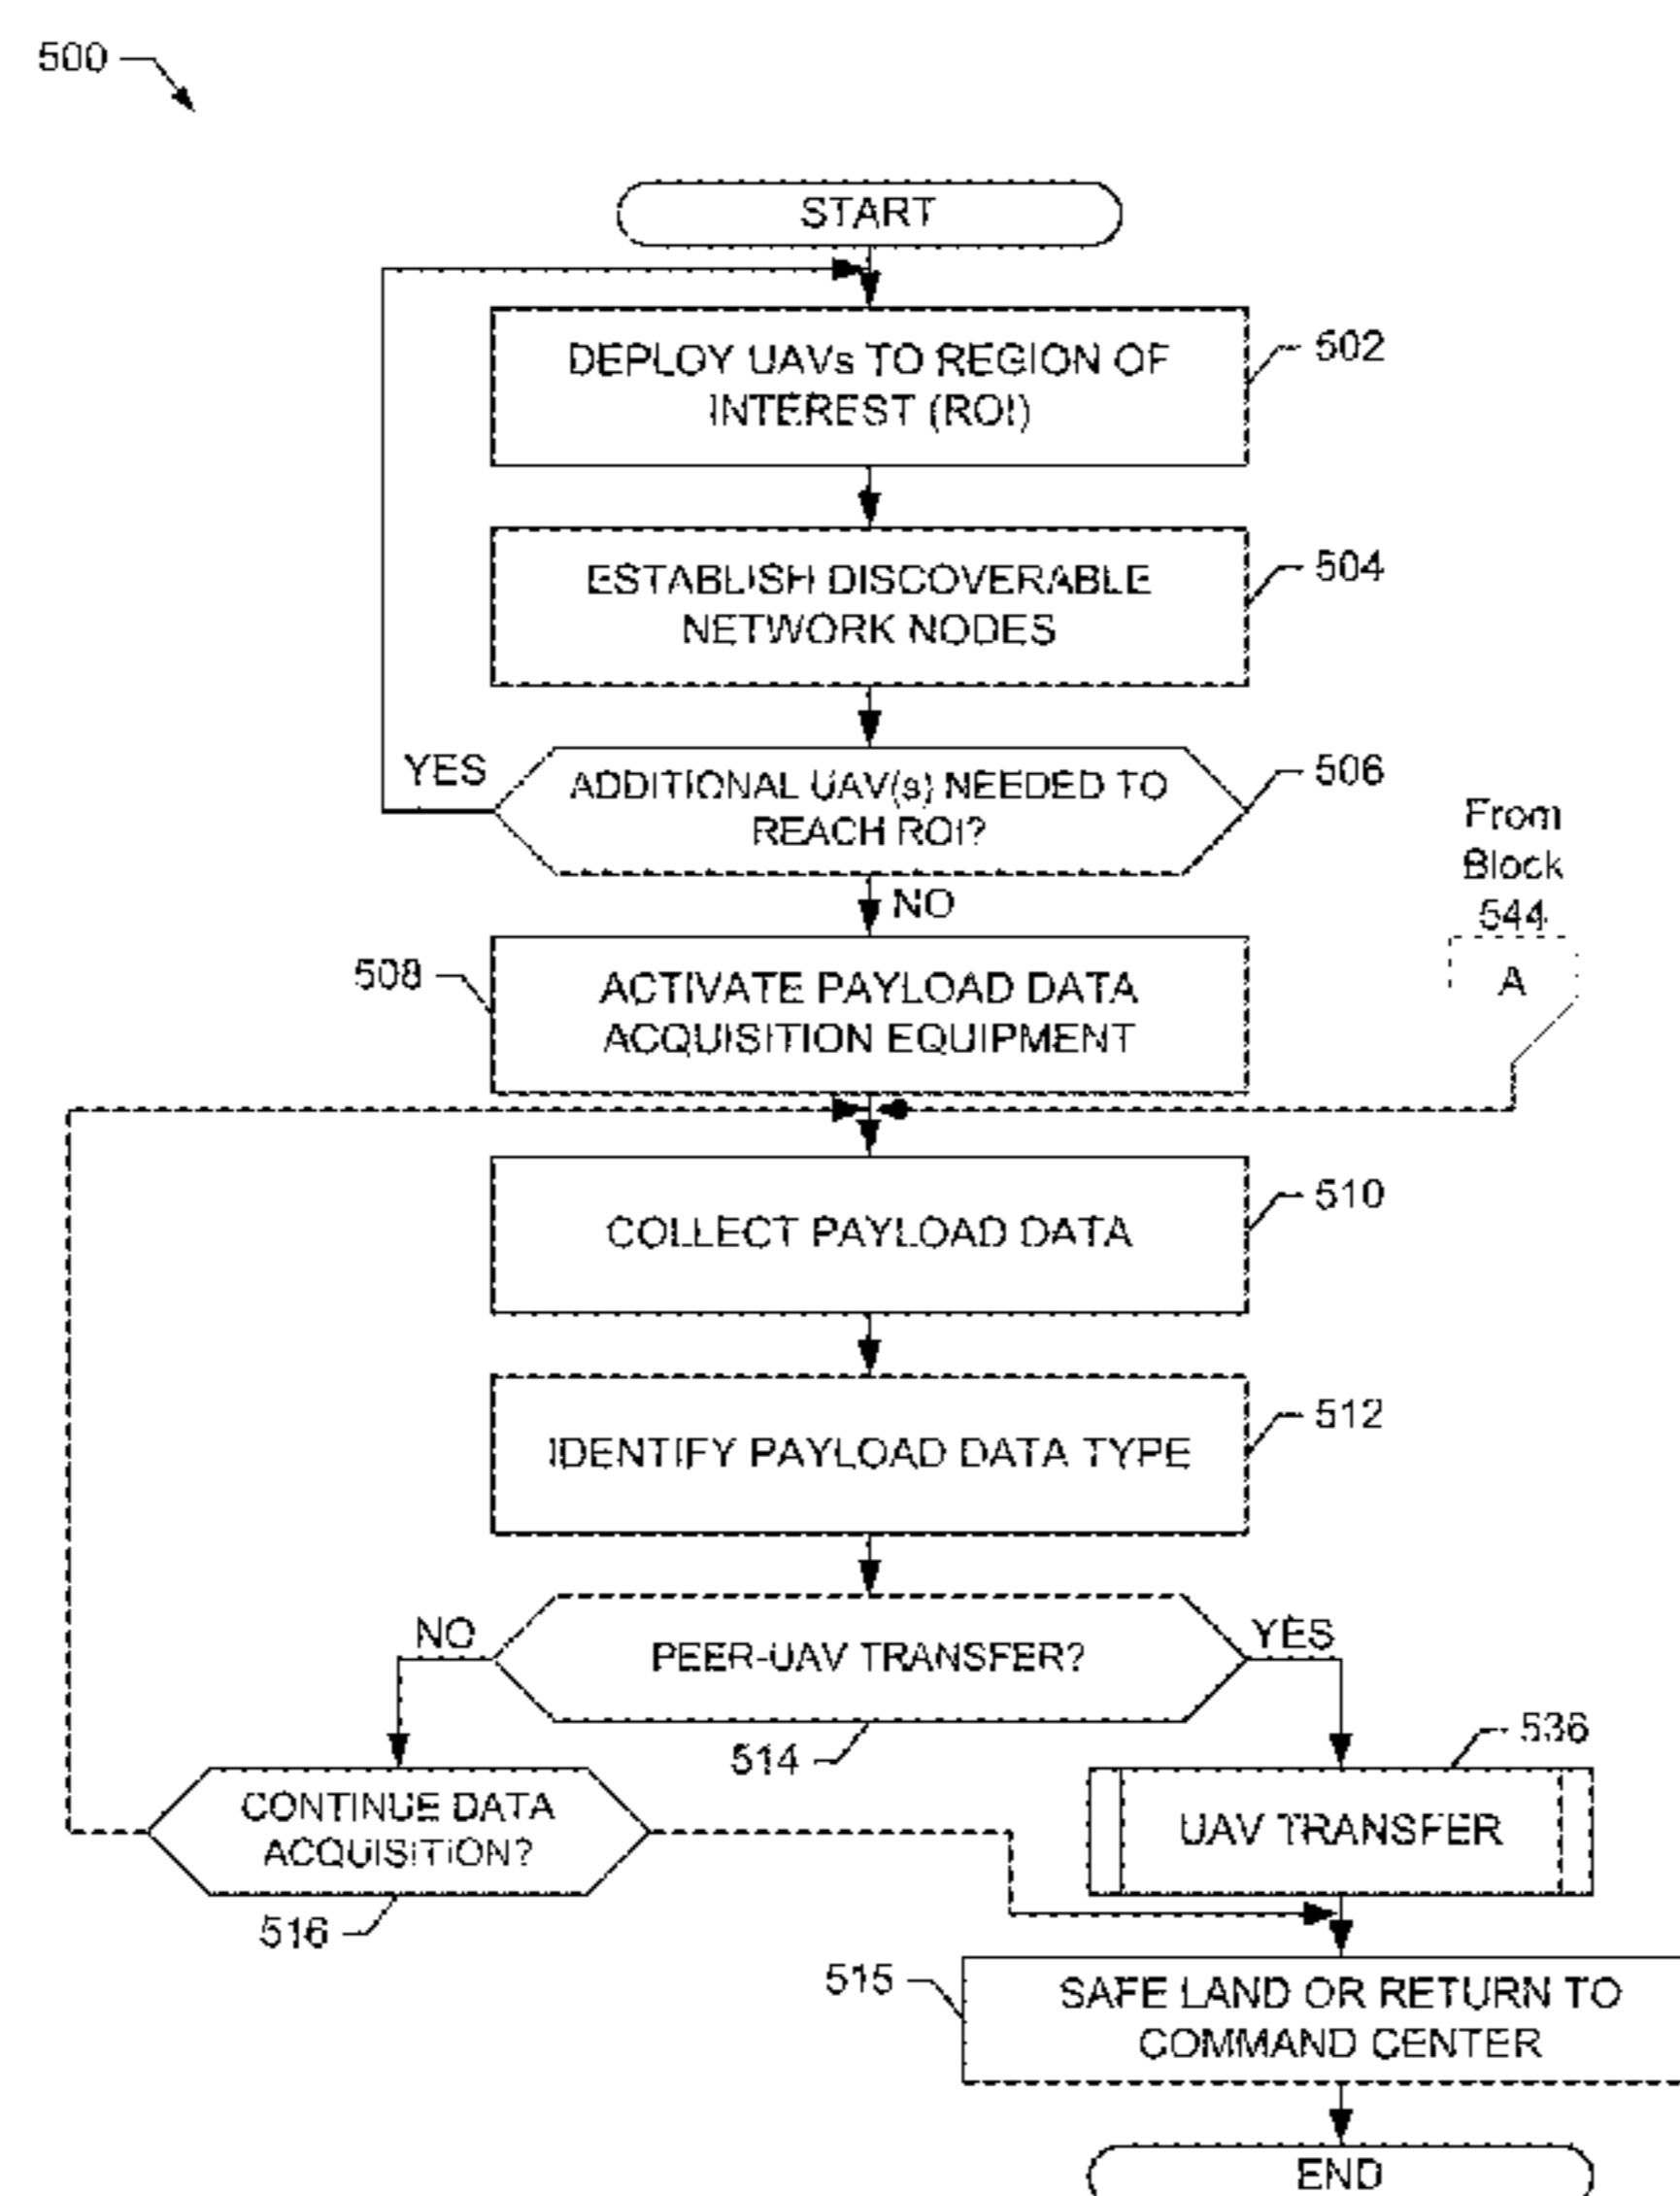 500
START
DEPLOY UAVs TO REGION OF
INTEREST (ROI)
502
ESTABLISH DISCOVERABLE
NETWORK NODES
504
YES
ADDITIONAL UAV(s) NEEDED TO
REACH ROI?
506
From
Block
544
A
NO
508
ACTIVATE PAYLOAD DATA
ACQUISITION EQUIPMENT
COLLECT PAYLOAD DATA
510
IDENTIFY PAYLOAD DATA TYPE
512
NO
PEER-UAV TRANSFER?
YES
514
536
CONTINUE DATA
ACQUISITION?
516
UAV TRANSFER
515
SAFE LAND OR RETURN TO
COMMAND CENTER
END